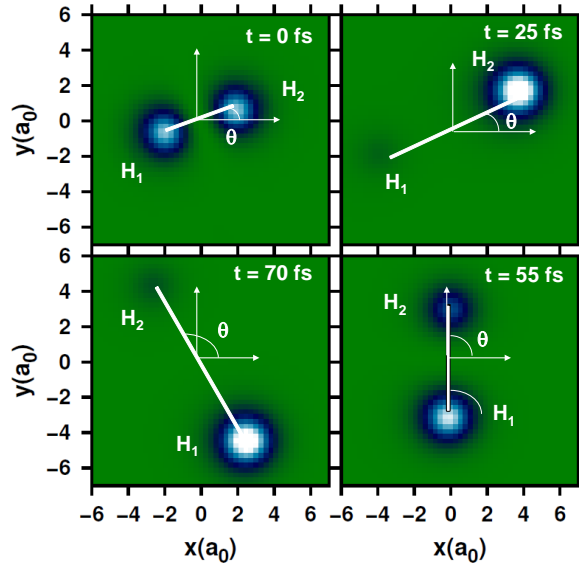 6
4
2
0
−2
−4
−6
y(a₀)
t = 0 fs
H₂
θ
H₁
t = 25 fs
H₂
θ
H₁
6
4
2
0
−2
−4
−6
y(a₀)
t = 70 fs
H₂
θ
H₁
t = 55 fs
H₂
θ
H₁
−6 −4 −2 0 2 4 6
−6 −4 −2 0 2 4 6
x(a₀)
x(a₀)